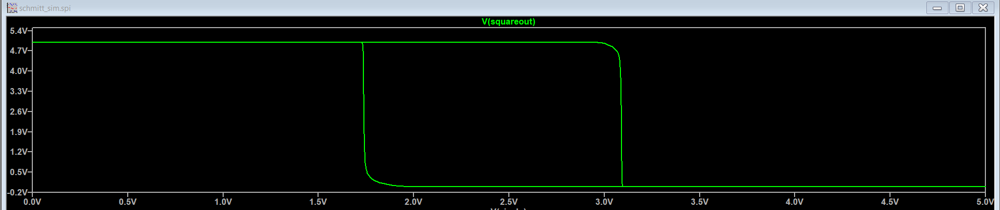 schmitt_sim.spi
V(squareout)
5.4V
4.7V
4.0V
3.3V
2.6V
1.9V
1.2V
0.5V
-0.2V
0.0V 0.5V 1.0V 1.5V 2.0V 2.5V 3.0V 3.5V 4.0V 4.5V 5.0V